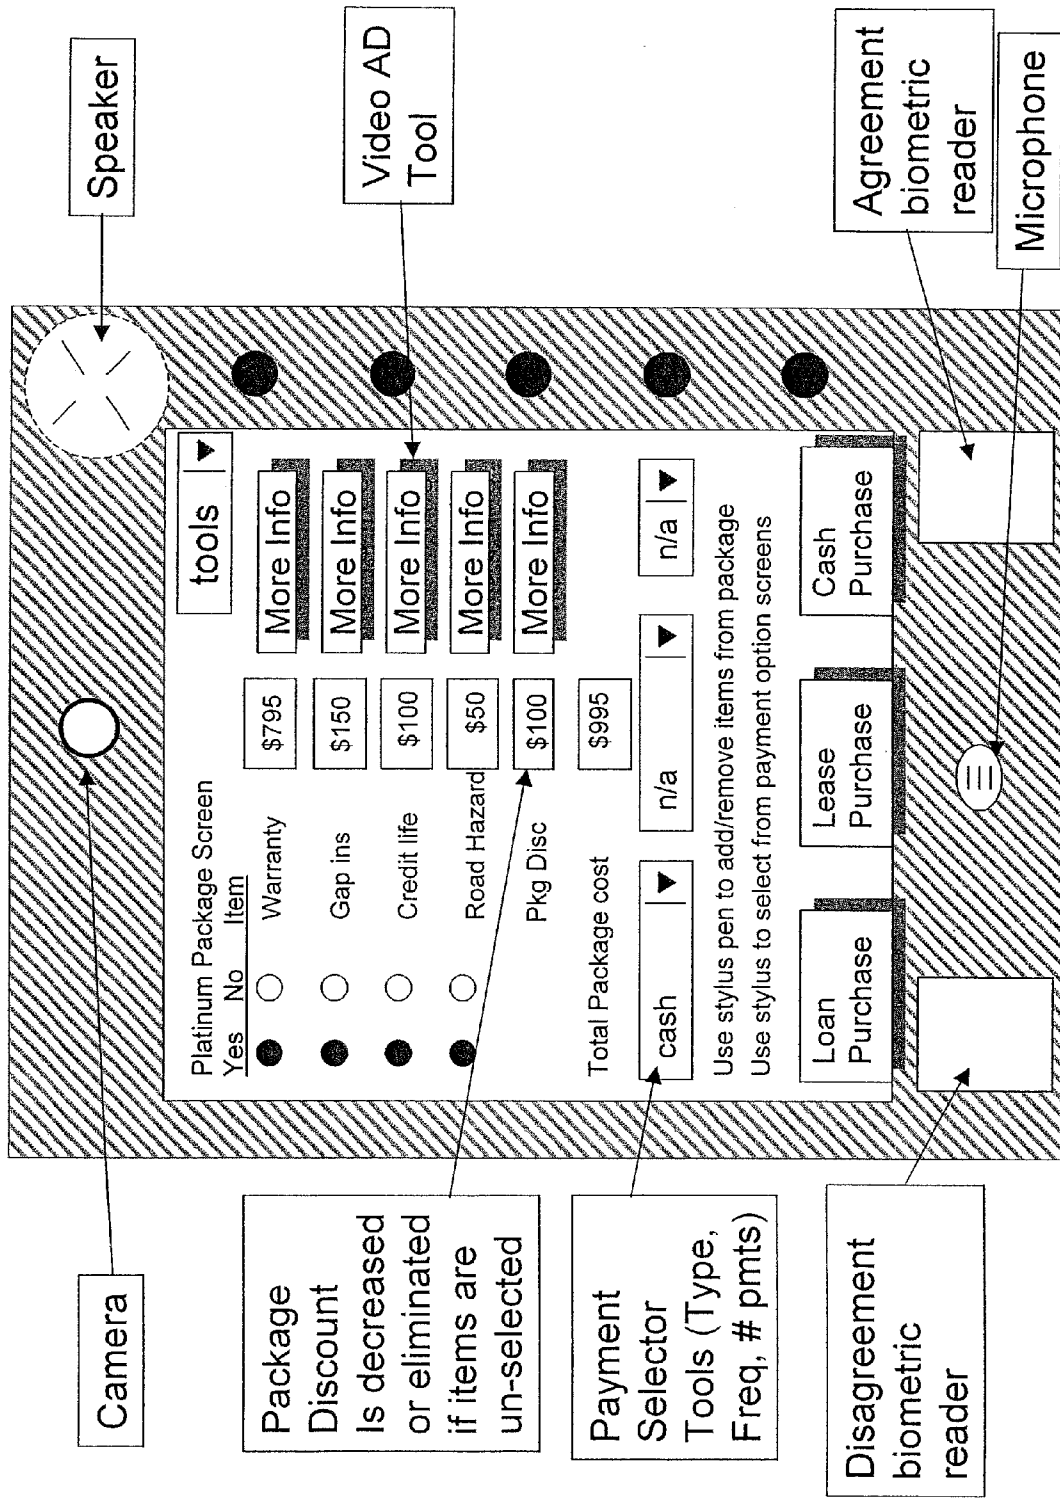 Camera
Speaker
Platinum Package Screen
tools
Yes No Item
Warranty $795 More Info
Gap ins $150 More Info
Credit life $100 More Info
Road Hazard $50 More Info
Pkg Disc $100 More Info
Total Package cost $995
cash n/a n/a
Use stylus pen to add/remove items from package
Use stylus to select from payment option screens
Loan
Purchase
Lease
Purchase
Cash
Purchase
Video AD
Tool
Package
Discount
Is decreased
or eliminated
if items are
un-selected
Payment
Selector
Tools (Type,
Freq, # pmts)
Disagreement
biometric
reader
Agreement
biometric
reader
Microphone